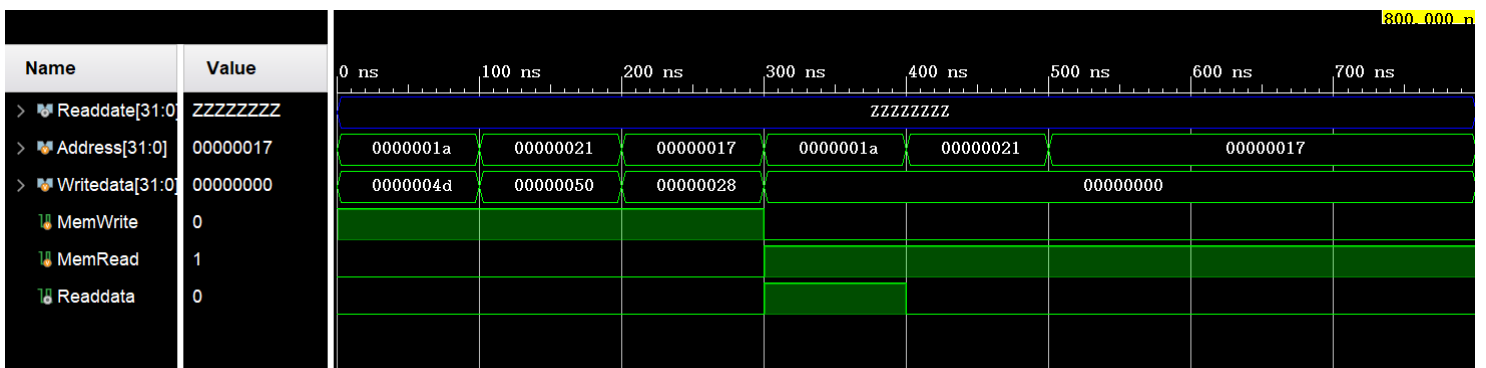 800.000 n
Name Value 0 ns 100 ns 200 ns 300 ns 400 ns 500 ns 600 ns 700 ns
Readdate[31:0] ZZZZZZZZ ZZZZZZZZ
Address[31:0] 00000017 0000001a 00000021 00000017 0000001a 00000021 00000017
Writedata[31:0] 00000000 0000004d 00000050 00000028 00000000
MemWrite 0
MemRead 1
Readdata 0